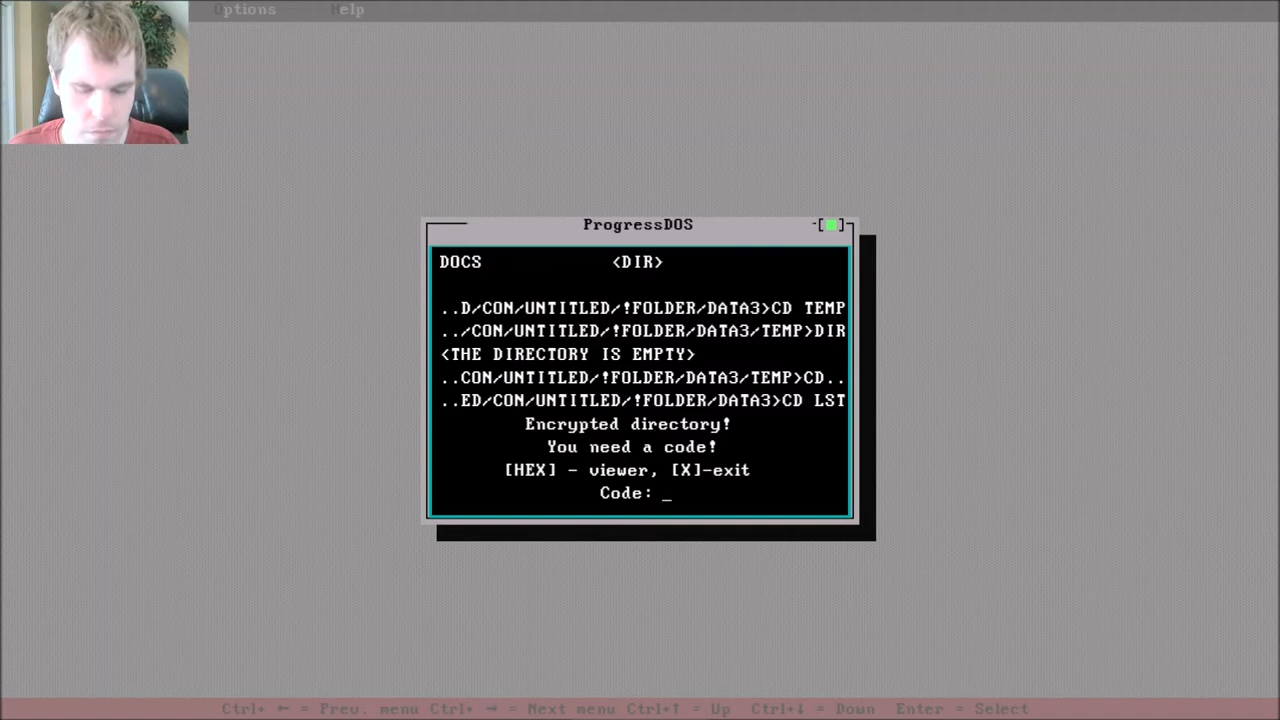 Options Help
ProgressDOS
DOCS <DIR>
..D/CON/UNTITLED/!FOLDER/DATA3>CD TEMP
../CON/UNTITLED/!FOLDER/DATA3/TEMP>DIR
<THE DIRECTORY IS EMPTY>
..CON/UNTITLED/!FOLDER/DATA3/TEMP>CD..
..ED/CON/UNTITLED/!FOLDER/DATA3>CD LST
Encrypted directory!
You need a code!
[HEX] - viewer, [X]-exit
Code: _
Ctrl+ ← = Prev. menu Ctrl+ → = Next menu Ctrl+↑ = Up Ctrl+↓ = Down Enter = Select